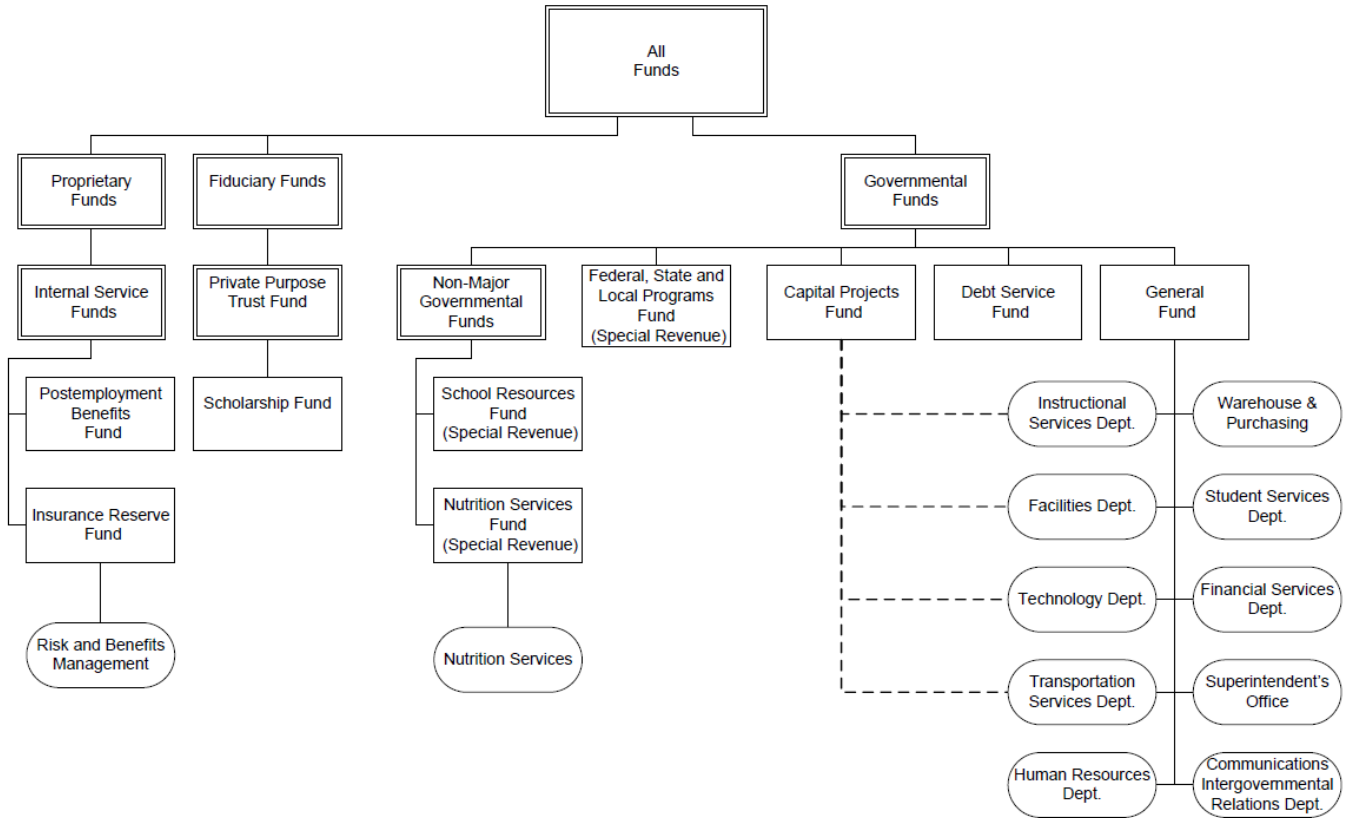 All
Funds
Proprietary
Funds
Fiduciary Funds
Governmental
Funds
Internal Service
Funds
Private Purpose
Trust Fund
Non-Major
Governmental
Funds
Federal, State and
Local Programs
Fund
(Special Revenue)
Capital Projects
Fund
Debt Service
Fund
General
Fund
Postemployment
Benefits
Fund
Scholarship Fund
School Resources
Fund
(Special Revenue)
Instructional
Services Dept.
Warehouse &
Purchasing
Insurance Reserve
Fund
Nutrition Services
Fund
(Special Revenue)
Facilities Dept.
Student Services
Dept.
Risk and Benefits
Management
Nutrition Services
Technology Dept.
Financial Services
Dept.
Transportation
Services Dept.
Superintendent's
Office
Human Resources
Dept.
Communications
Intergovernmental
Relations Dept.